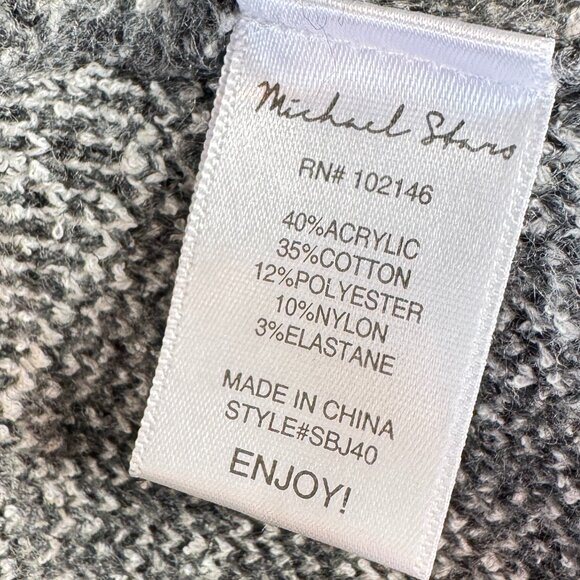 Michael Stars
RN# 102146
40%ACRYLIC
35%COTTON
12%POLYESTER
10%NYLON
3%ELASTANE
MADE IN CHINA
STYLE#SBJ40
ENJOY!